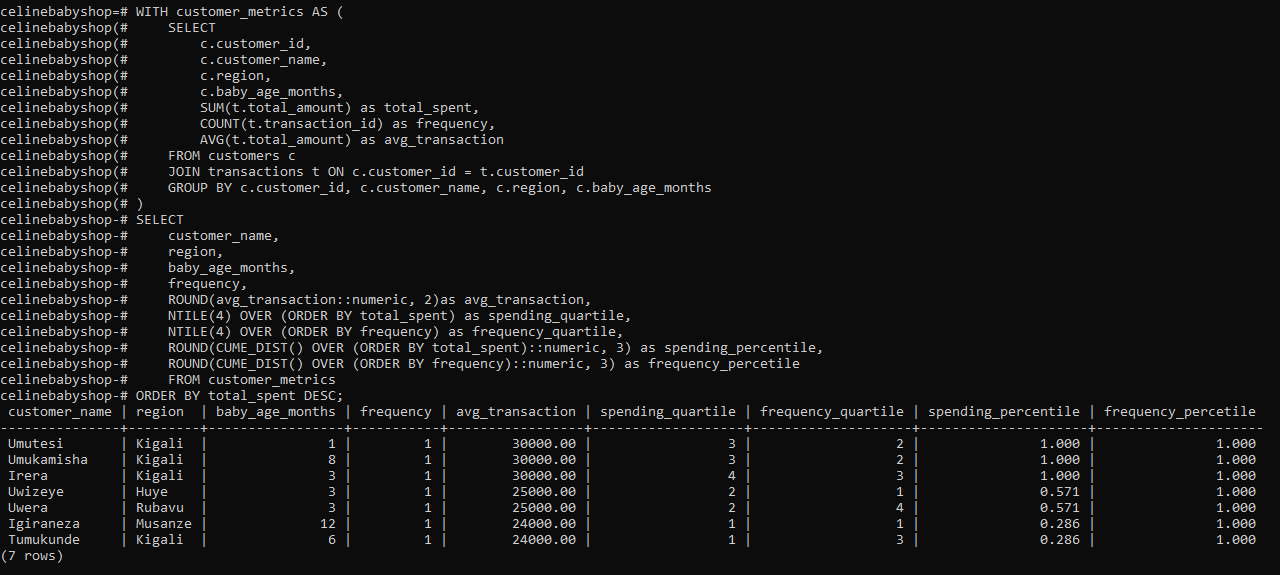 celinebabyshop=# WITH customer_metrics AS (
celinebabyshop(#     SELECT
celinebabyshop(#         c.customer_id,
celinebabyshop(#         c.customer_name,
celinebabyshop(#         c.region,
celinebabyshop(#         c.baby_age_months,
celinebabyshop(#         SUM(t.total_amount) as total_spent,
celinebabyshop(#         COUNT(t.transaction_id) as frequency,
celinebabyshop(#         AVG(t.total_amount) as avg_transaction
celinebabyshop(#     FROM customers c
celinebabyshop(#     JOIN transactions t ON c.customer_id = t.customer_id
celinebabyshop(#     GROUP BY c.customer_id, c.customer_name, c.region, c.baby_age_months
celinebabyshop(# )
celinebabyshop-# SELECT
celinebabyshop-#     customer_name,
celinebabyshop-#     region,
celinebabyshop-#     baby_age_months,
celinebabyshop-#     frequency,
celinebabyshop-#     ROUND(avg_transaction::numeric, 2)as avg_transaction,
celinebabyshop-#     NTILE(4) OVER (ORDER BY total_spent) as spending_quartile,
celinebabyshop-#     NTILE(4) OVER (ORDER BY frequency) as frequency_quartile,
celinebabyshop-#     ROUND(CUME_DIST() OVER (ORDER BY total_spent)::numeric, 3) as spending_percentile,
celinebabyshop-#     ROUND(CUME_DIST() OVER (ORDER BY frequency)::numeric, 3) as frequency_percetile
celinebabyshop-#     FROM customer_metrics
celinebabyshop-# ORDER BY total_spent DESC;
 customer_name | region  | baby_age_months | frequency | avg_transaction | spending_quartile | frequency_quartile | spending_percentile | frequency_percetile
---------------+---------+-----------------+-----------+-----------------+-------------------+--------------------+---------------------+---------------------
 Umutesi       | Kigali  |               1 |         1 |        30000.00 |                 3 |                  2 |               1.000 |               1.000
 Umukamisha    | Kigali  |               8 |         1 |        30000.00 |                 3 |                  2 |               1.000 |               1.000
 Irera         | Kigali  |               3 |         1 |        30000.00 |                 4 |                  3 |               1.000 |               1.000
 Uwizeye       | Huye    |               3 |         1 |        25000.00 |                 2 |                  1 |               0.571 |               1.000
 Uwera         | Rubavu  |               3 |         1 |        25000.00 |                 2 |                  4 |               0.571 |               1.000
 Igiraneza     | Musanze |              12 |         1 |        24000.00 |                 1 |                  1 |               0.286 |               1.000
 Tumukunde     | Kigali  |               6 |         1 |        24000.00 |                 1 |                  3 |               0.286 |               1.000
(7 rows)